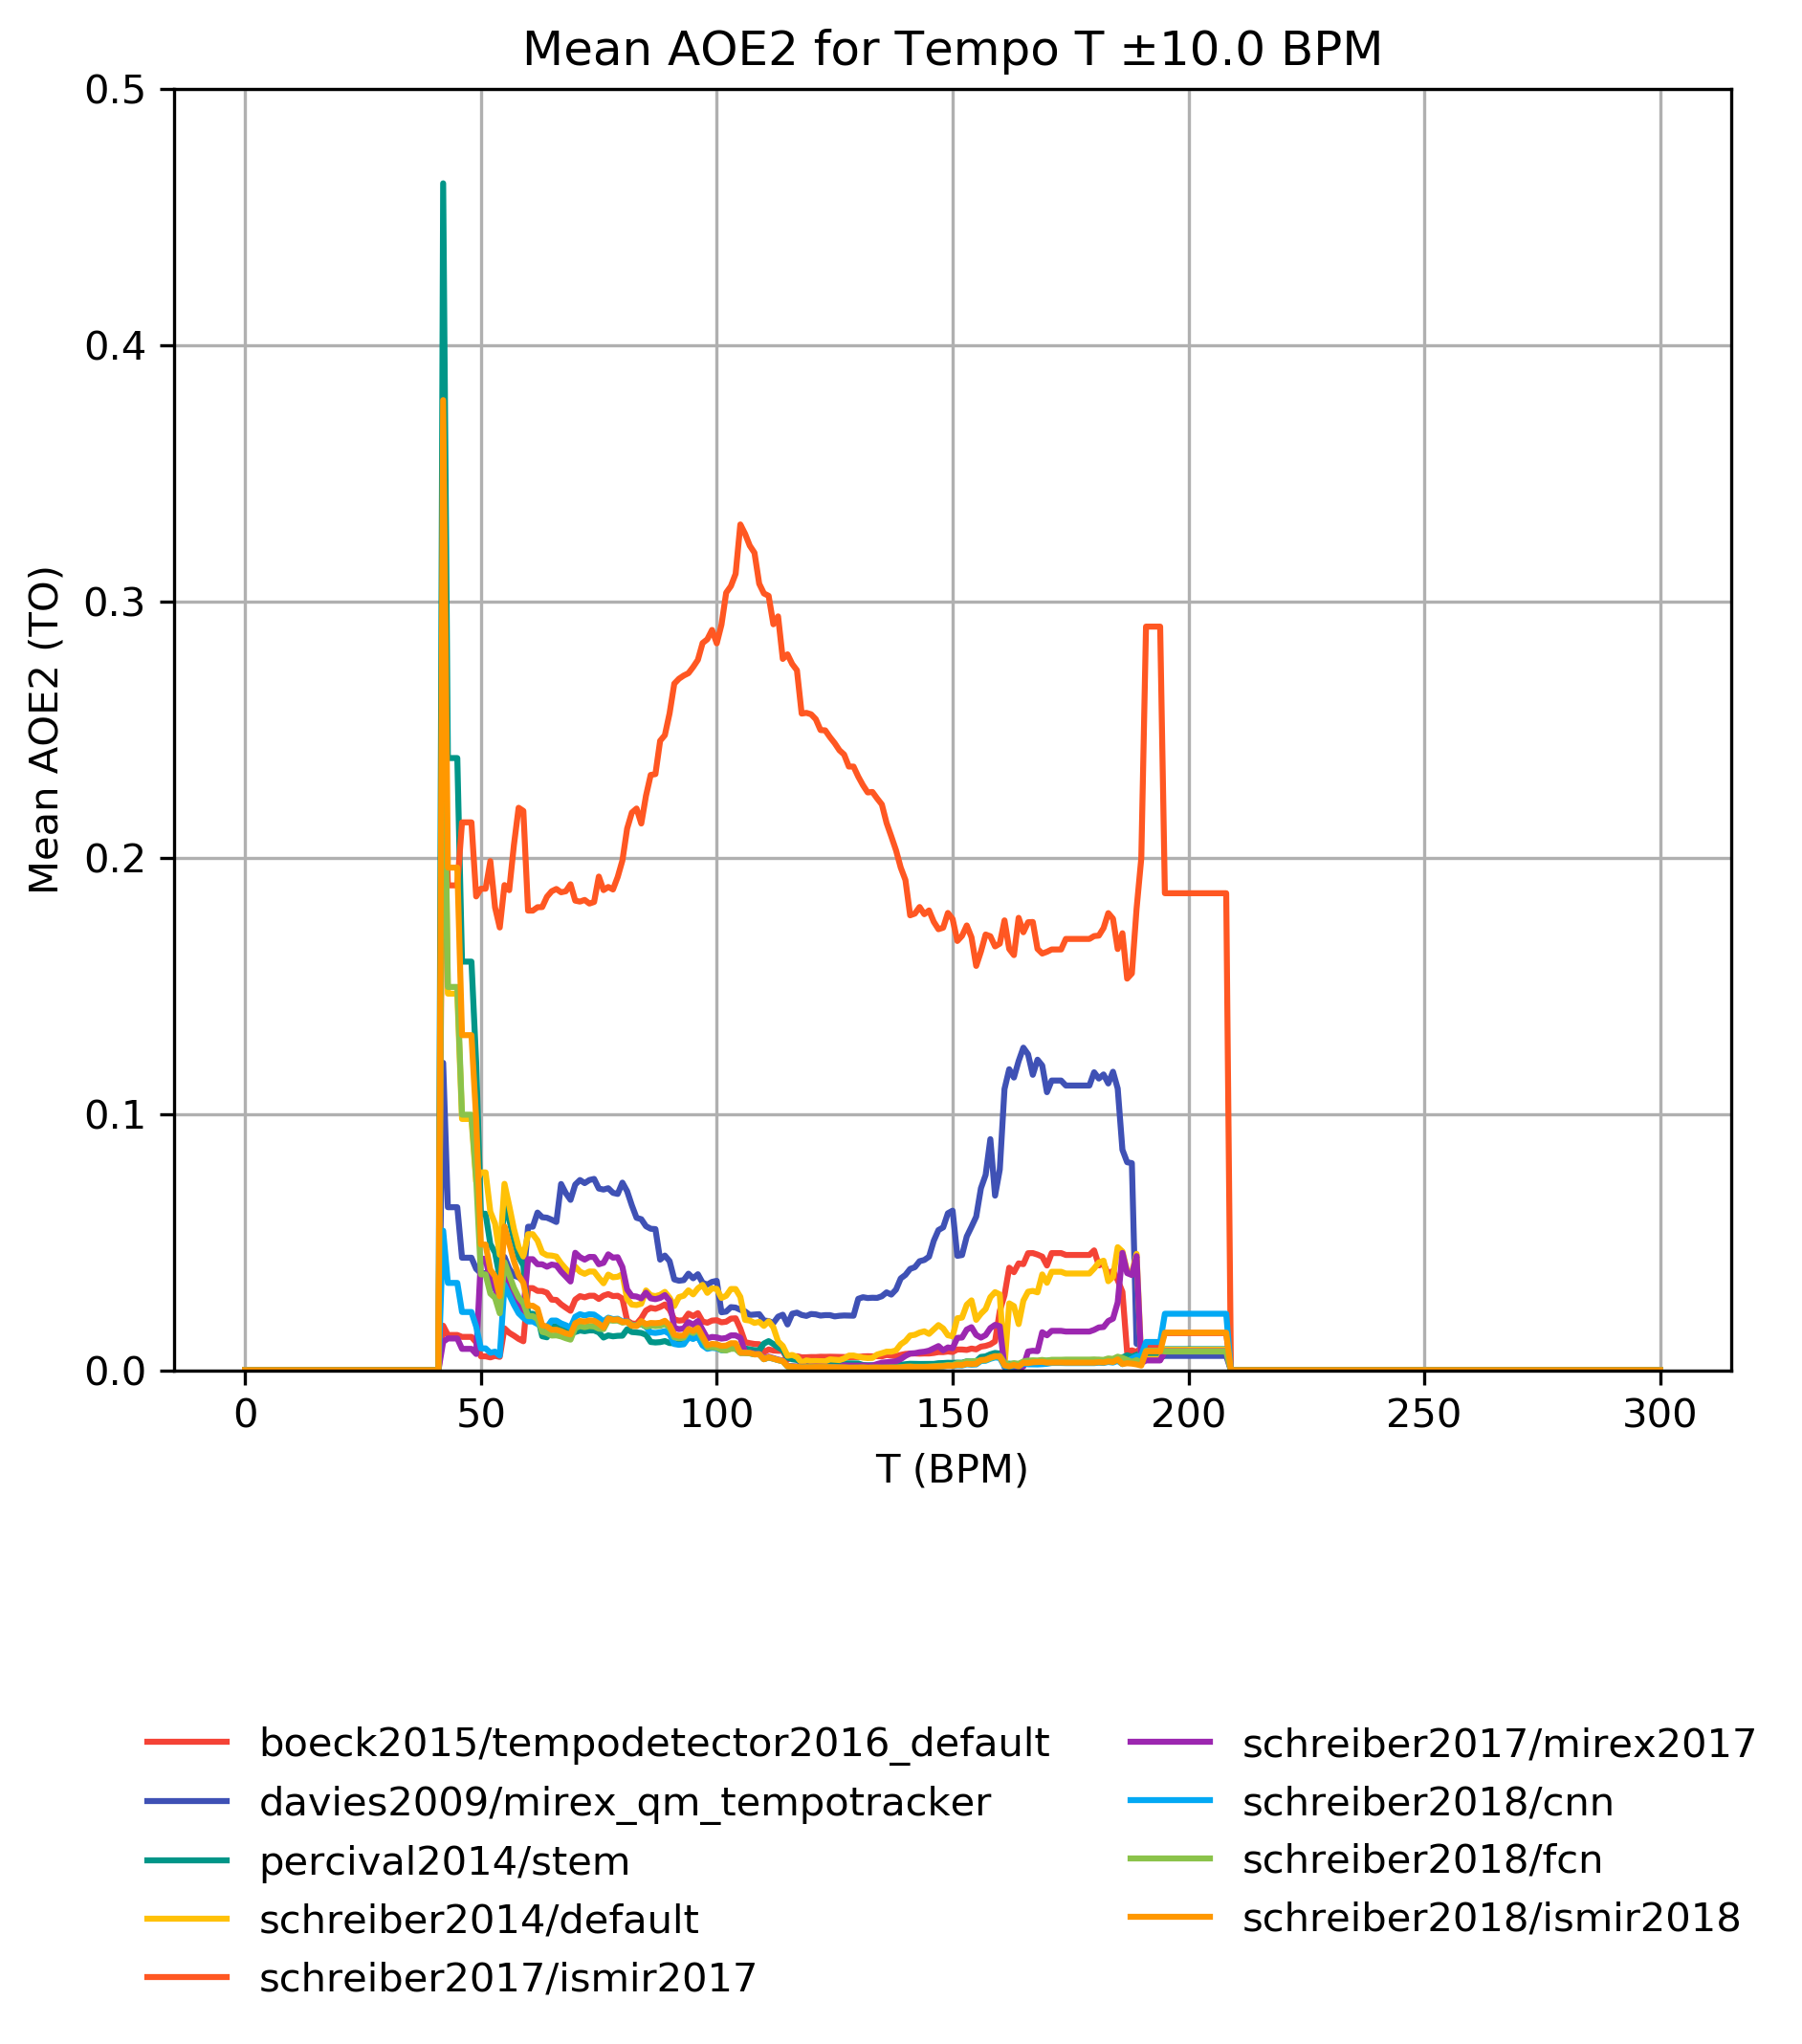 Mean AOE2 for Tempo T ±10.0 BPM
0.5
0.4
0.3
0.2
0.1
0.0
Mean AOE2 (TO)
0 50 100 150 200 250 300
T (BPM)
boeck2015/tempodetector2016_default
davies2009/mirex_qm_tempotracker
percival2014/stem
schreiber2014/default
schreiber2017/ismir2017
schreiber2017/mirex2017
schreiber2018/cnn
schreiber2018/fcn
schreiber2018/ismir2018